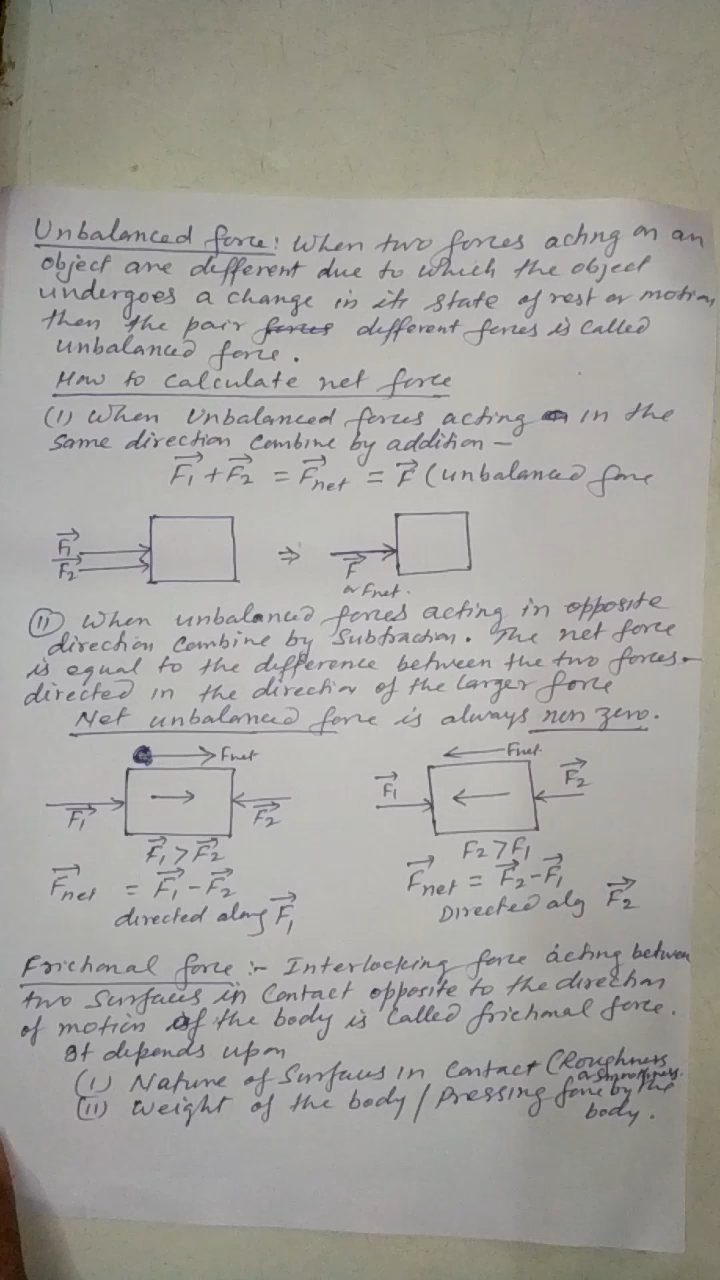 Unbalanced force: When two forces acting on an
object are different due to which the object
undergoes a change in its state of rest or motion,
then the pair forces different forces is called
unbalanced force.
How to calculate net force
(I) When Unbalanced forces acting in the
same direction combine by addition –
F₁ + F₂ = Fnet = F (unbalanced force
F₁
F₂
⇒
F
or Fnet.
(II) When unbalanced forces acting in opposite
direction combine by Subtraction. The net force
is equal to the difference between the two forces -
directed in the direction of the larger force
Net unbalanced force is always non zero.
Fnet
F₁
F₂
F₁ > F₂
Fnet = F₁ - F₂
directed along F₁
Fnet
F₁
F₂
F₂ > F₁
Fnet = F₂ - F₁
Directed alg F₂
Frictional force :- Interlocking force acting between
two Surfaces in Contact opposite to the direction
of motion of the body is called frictional force.
It depends upon
(I) Nature of Surfaces in Contact (Roughness
or smoothness.
(II) Weight of the body / Pressing force by the
body.